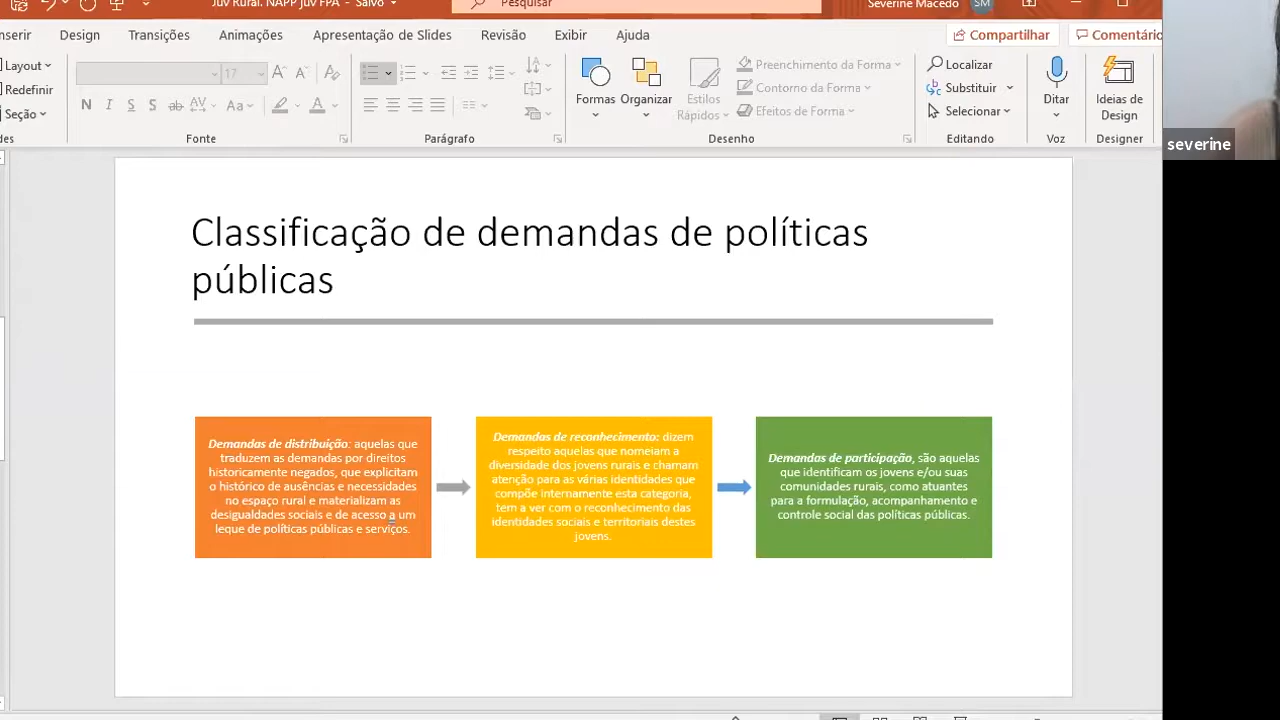 Juv Rural. NAPP Juv FPA - Salvo
Pesquisar
Severine Macedo
SM
nserir
Design
Transições
Animações
Apresentação de Slides
Revisão
Exibir
Ajuda
Compartilhar
Comentário
Layout
Redefinir
Seção
des
17
N I S S ab AV Aa A
Fonte
Parágrafo
Formas
Organizar
Estilos
Rápidos
Preenchimento da Forma
Contorno da Forma
Efeitos de Forma
Desenho
Localizar
Substituir
Selecionar
Editando
Ditar
Voz
Ideias de
Design
Designer
severine
Classificação de demandas de políticas
públicas
Demandas de distribuição: aquelas que
traduzem as demandas por direitos
historicamente negados, que explicitam
o histórico de ausências e necessidades
no espaço rural e materializam as
desigualdades sociais e de acesso a um
leque de políticas públicas e serviços.
Demandas de reconhecimento: dizem
respeito aquelas que nomeiam a
diversidade dos jovens rurais e chamam
atenção para as várias identidades que
compõe internamente esta categoria,
tem a ver com o reconhecimento das
identidades sociais e territoriais destes
jovens.
Demandas de participação, são aquelas
que identificam os jovens e/ou suas
comunidades rurais, como atuantes
para a formulação, acompanhamento e
controle social das políticas públicas.